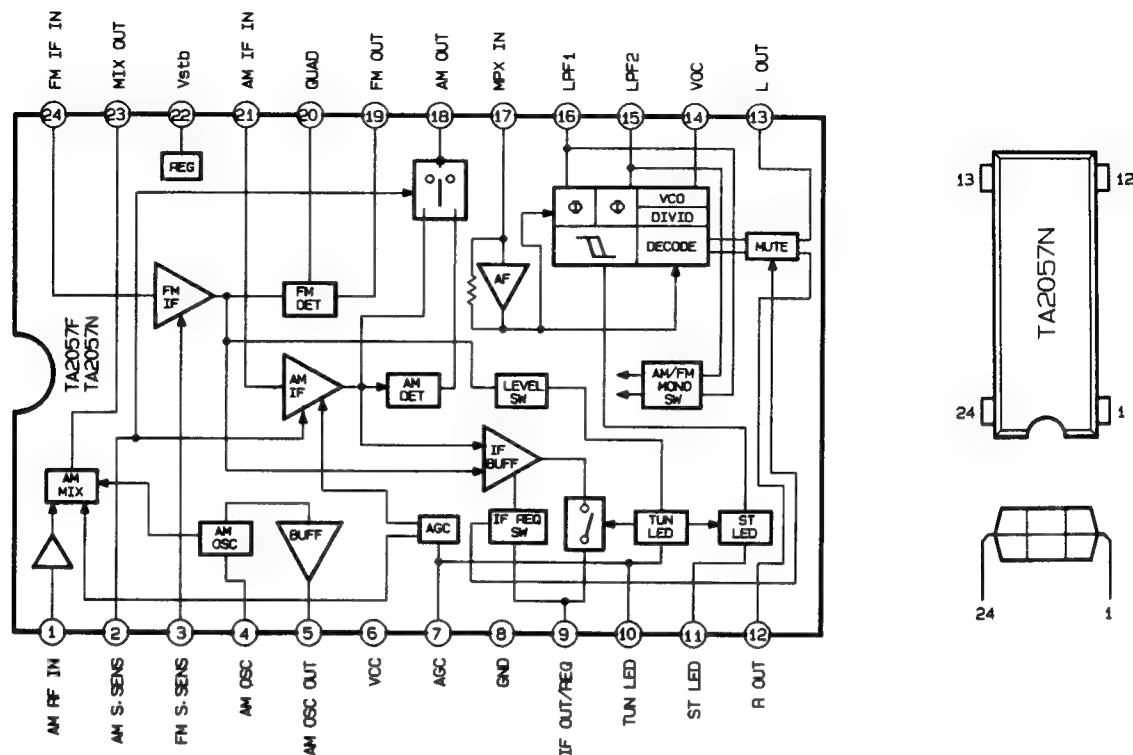 FM IF IN
MIX OUT
Vstb
AM IF IN
QUAD
FM OUT
AM OUT
MPX IN
LPF1
LPF2
VOC
L OUT
24
23
22
21
20
19
18
17
16
15
14
13
REG
VCO
DIVID
DECODE
MUTE
AF
FM
IF
FM
DET
TA2057F
TA2057N
AM
IF
AM
DET
LEVEL
SW
AM/FM
MONO
SW
IF
BUFF
AM
MIX
AM
OSC
BUFF
AGC
IF REQ
SW
TUN
LED
ST
LED
1
2
3
4
5
6
7
8
9
10
11
12
AM RF IN
AM S.SENS
FM S.SENS
AM OSC
AM OSC OUT
VCC
AGC
GND
IF OUT/REQ
TUN LED
ST LED
R OUT
13
12
TA2057N
24
1
24
1